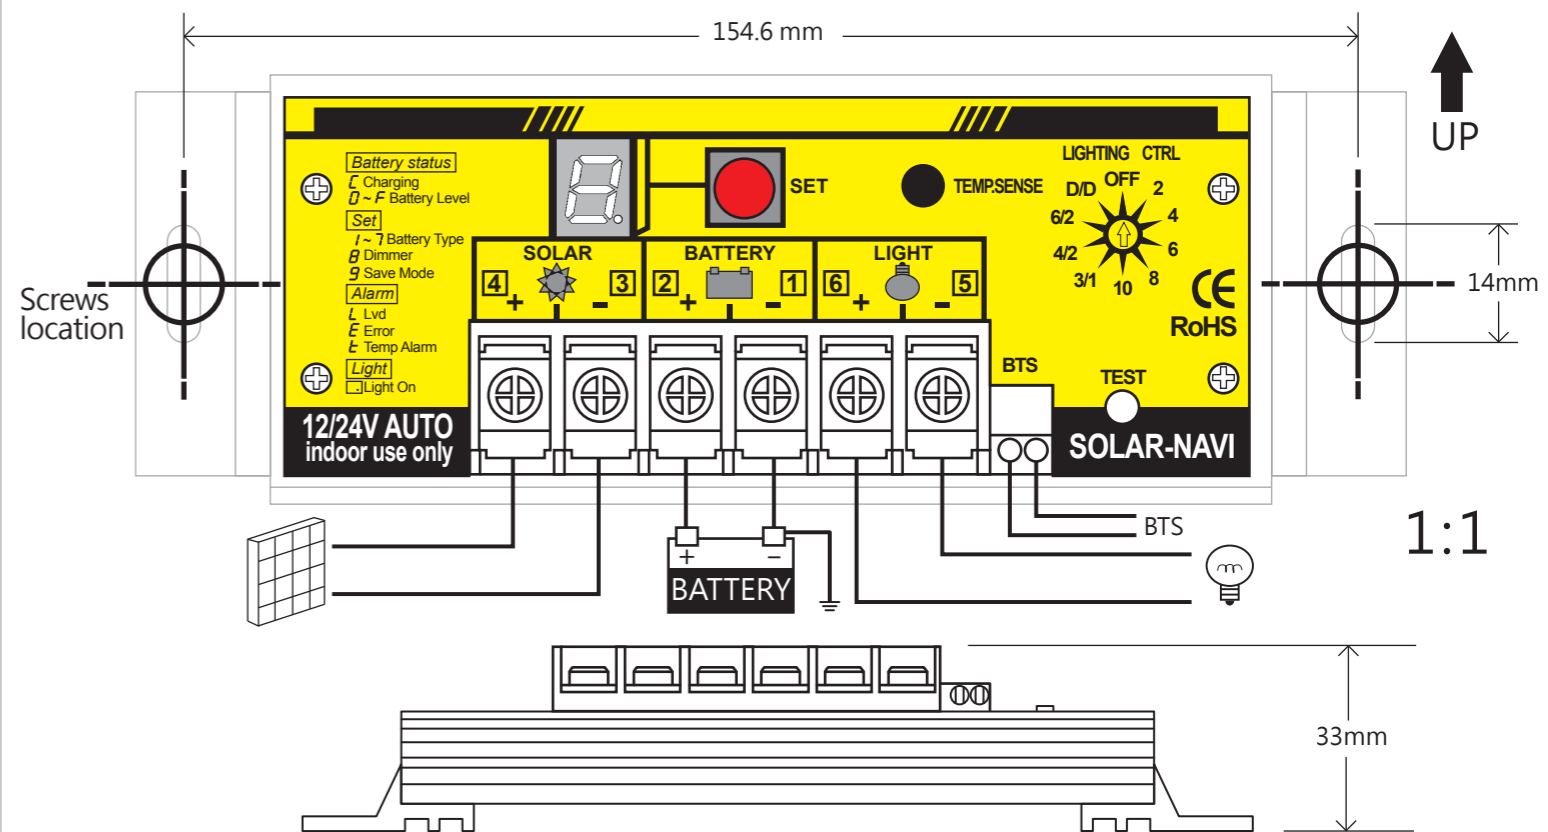 154.6 mm
UP
Battery status
C Charging
0 ~ F Battery Level
Set
1 ~ 7 Battery Type
8 Dimmer
9 Save Mode
Alarm
L Lvd
E Error
t Temp Alarm
Light
. Light On
8.
SET
TEMP.SENSE
LIGHTING CTRL
OFF
2
4
6
8
10
3/1
4/2
6/2
D/D
CE
RoHS
SOLAR
4 + - 3
BATTERY
2 + - 1
LIGHT
6 + - 5
Screws
location
14mm
BTS
TEST
12/24V AUTO
indoor use only
SOLAR-NAVI
BTS
1:1
+ -
BATTERY
33mm